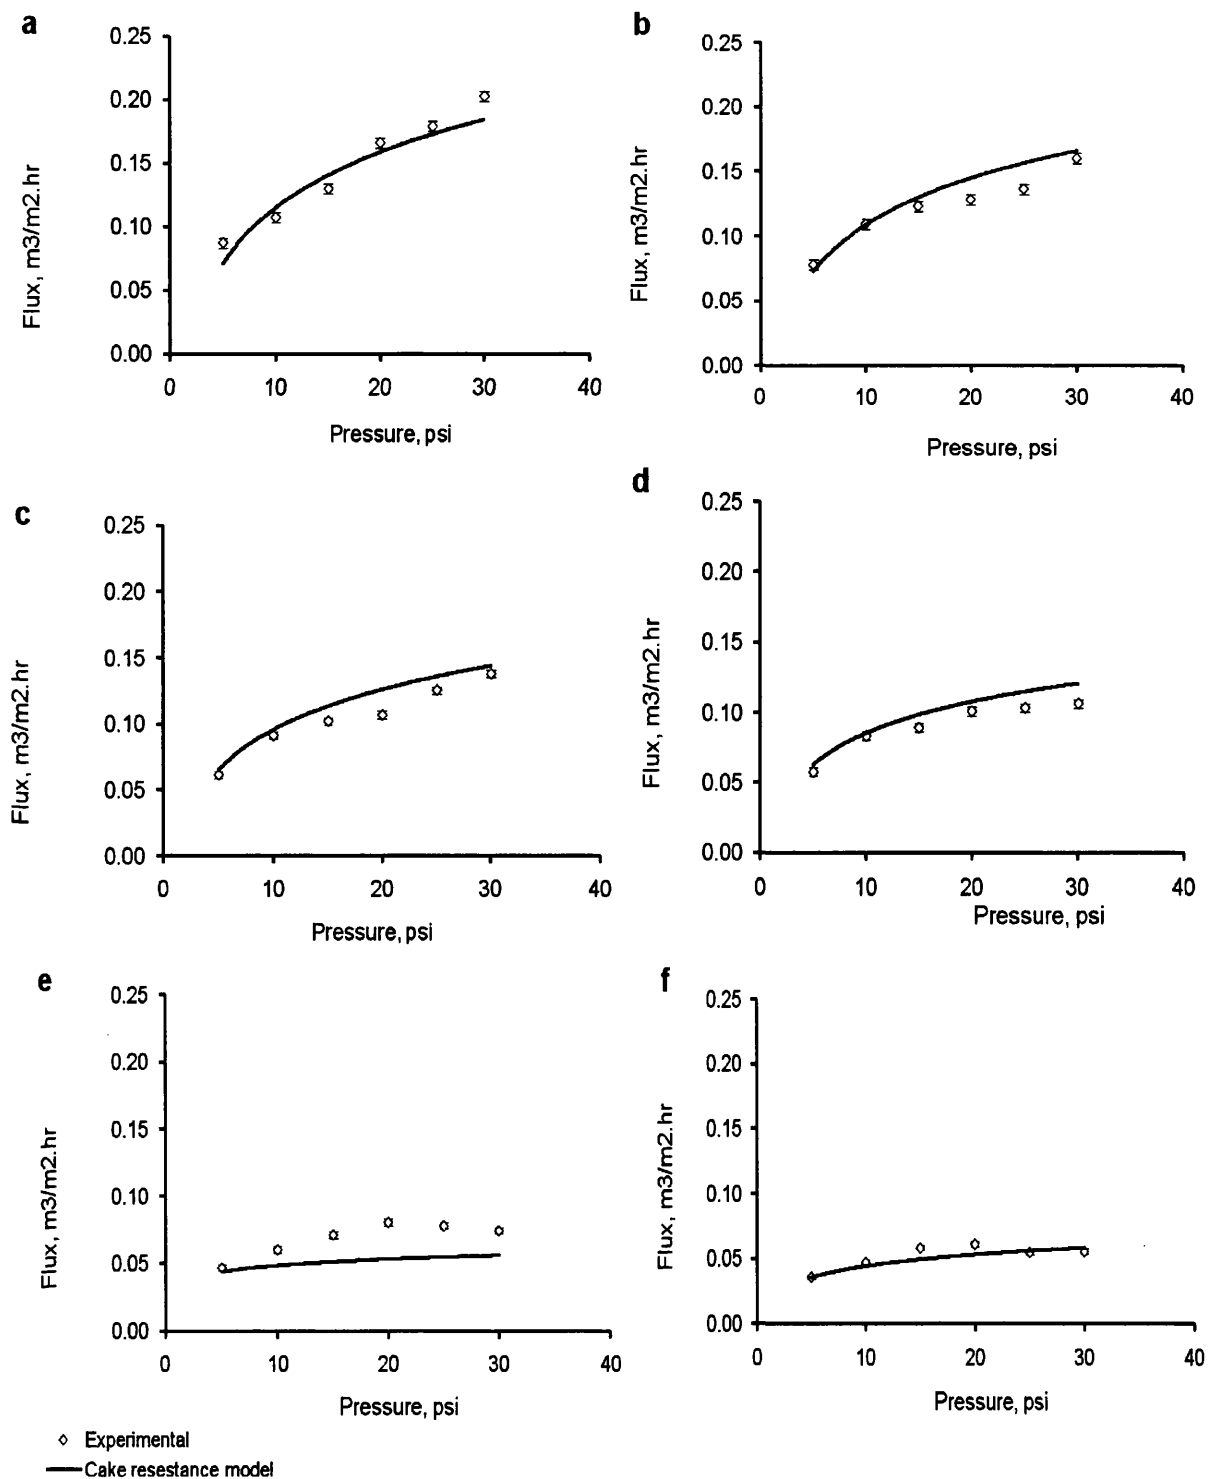 a
0.25
0.20
0.15
0.10
0.05
0.00
0 10 20 30 40
Flux, m3/m2.hr
Pressure, psi
b
0.25
0.20
0.15
0.10
0.05
0.00
0 10 20 30 40
Flux, m3/m2.hr
Pressure, psi
c
0.25
0.20
0.15
0.10
0.05
0.00
0 10 20 30 40
Flux, m3/m2.hr
Pressure, psi
d
0.25
0.20
0.15
0.10
0.05
0.00
0 10 20 30 40
Flux, m3/m2.hr
Pressure, psi
e
0.25
0.20
0.15
0.10
0.05
0.00
0 10 20 30 40
Flux, m3/m2.hr
Pressure, psi
f
0.25
0.20
0.15
0.10
0.05
0.00
0 10 20 30 40
Flux, m3/m2.hr
Pressure, psi
Experimental
Cake resestance model